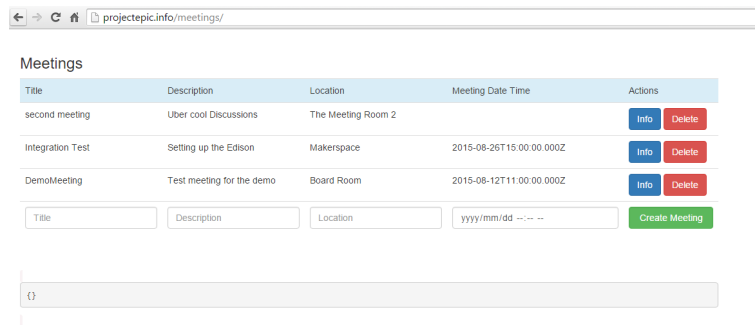 projectepic.info/meetings/
Meetings
Title Description Location Meeting Date Time Actions
second meeting Uber cool Discussions The Meeting Room 2 Info Delete
Integration Test Setting up the Edison Makerspace 2015-08-26T15:00:00.000Z Info Delete
DemoMeeting Test meeting for the demo Board Room 2015-08-12T11:00:00.000Z Info Delete
Title Description Location yyyy/mm/dd --:-- -- Create Meeting
{}